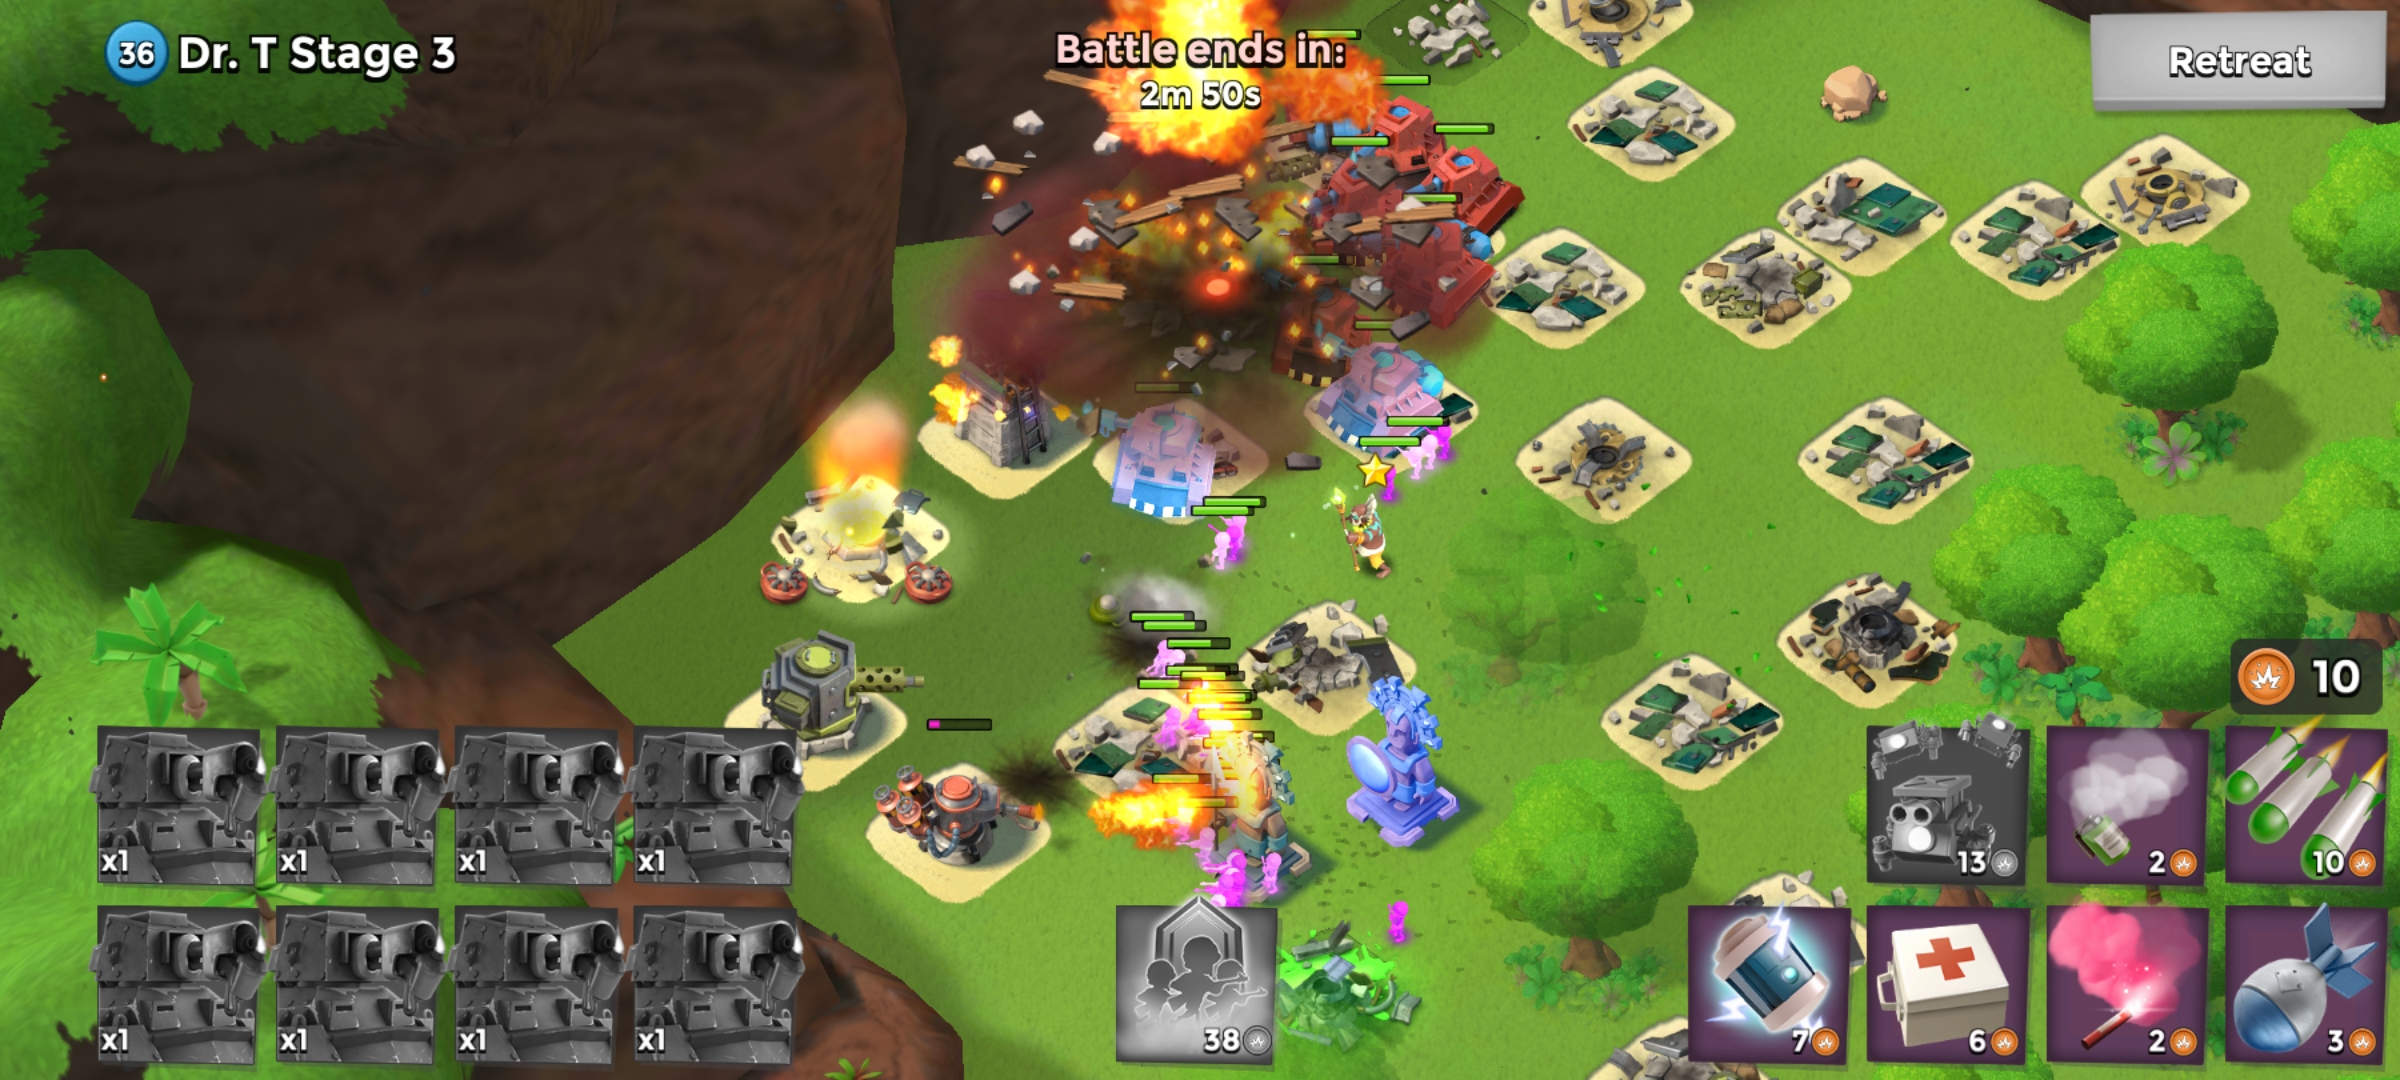 36 Dr. T Stage 3
Battle ends in:
2m 50s
Retreat
10
x1 x1 x1 x1
13 2 10
x1 x1 x1 x1
38 7 6 2 3